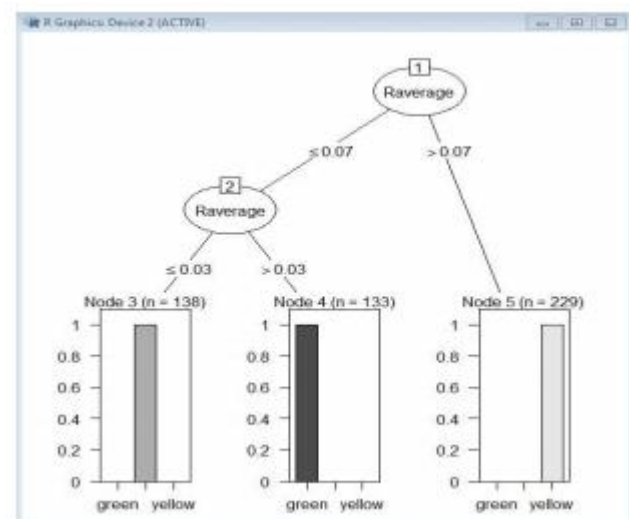 R Graphics: Device 2 (ACTIVE)
1
Raverage
≤ 0.07
> 0.07
2
Raverage
≤ 0.03
> 0.03
Node 3 (n = 138)
Node 4 (n = 133)
Node 5 (n = 229)
1
0.8
0.6
0.4
0.2
0
green yellow
1
0.8
0.6
0.4
0.2
0
green yellow
1
0.8
0.6
0.4
0.2
0
green yellow